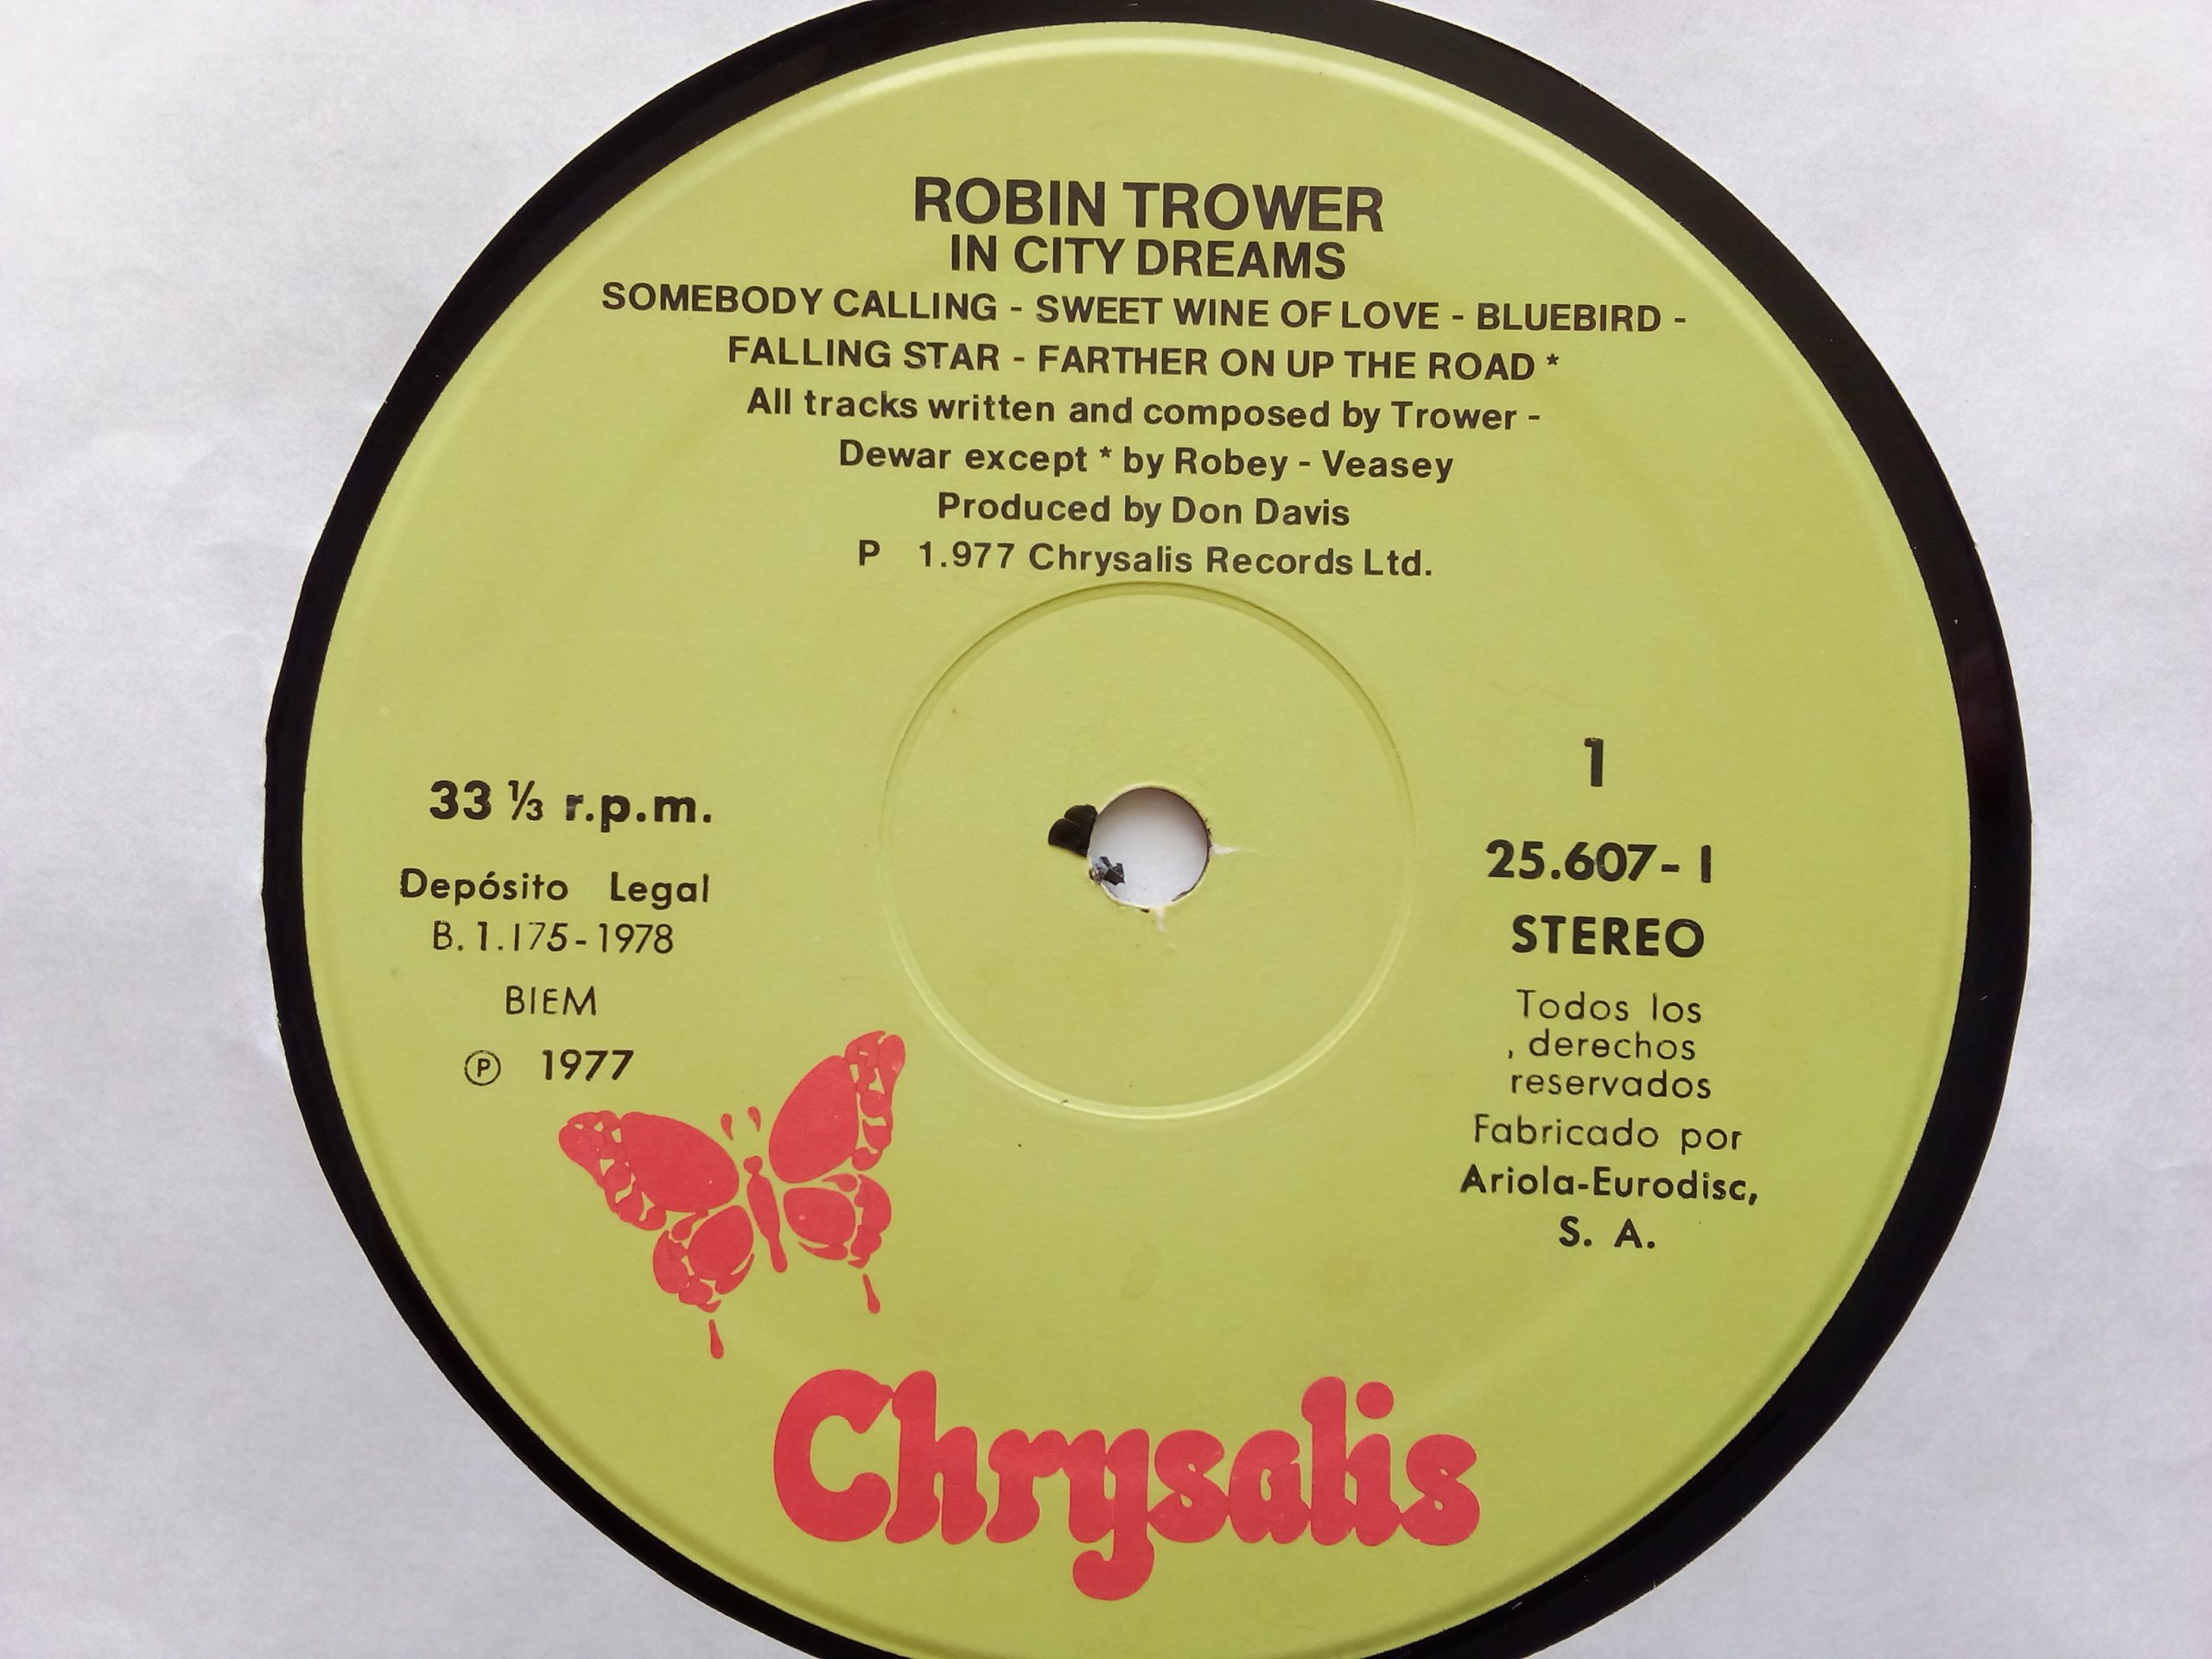 ROBIN TROWER
IN CITY DREAMS
SOMEBODY CALLING - SWEET WINE OF LOVE - BLUEBIRD -
FALLING STAR - FARTHER ON UP THE ROAD *
All tracks written and composed by Trower -
Dewar except * by Robey - Veasey
Produced by Don Davis
P 1.977 Chrysalis Records Ltd.
33 ⅓ r.p.m.
Depósito Legal
B. 1.175-1978
BIEM
Ⓟ 1977
1
25.607- I
STEREO
Todos los
, derechos
reservados
Fabricado por
Ariola-Eurodisc,
S. A.
Chrysalis